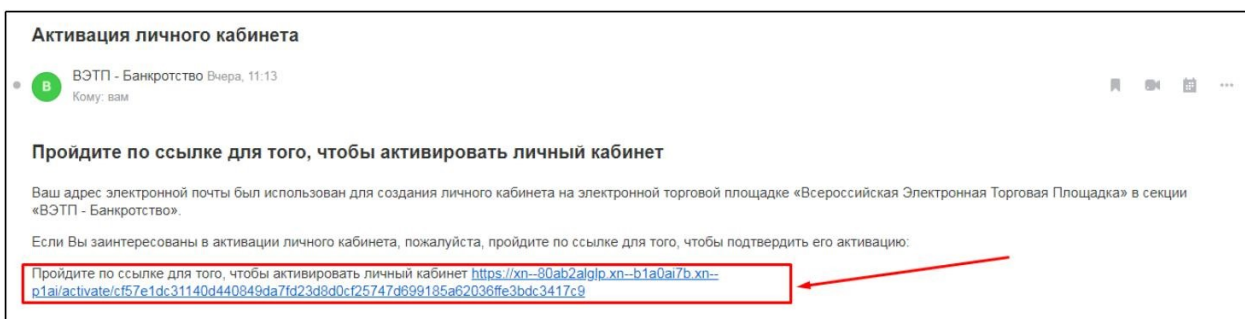 Активация личного кабинета
В
ВЭТП - Банкротство Вчера, 11:13
Кому: вам
Пройдите по ссылке для того, чтобы активировать личный кабинет
Ваш адрес электронной почты был использован для создания личного кабинета на электронной торговой площадке «Всероссийская Электронная Торговая Площадка» в секции
«ВЭТП - Банкротство».
Если Вы заинтересованы в активации личного кабинета, пожалуйста, пройдите по ссылке для того, чтобы подтвердить его активацию:
Пройдите по ссылке для того, чтобы активировать личный кабинет https://xn--80ab2alglp.xn--b1a0ai7b.xn--
p1ai/activate/cf57e1dc31140d440849da7fd23d8d0cf25747d699185a62036ffe3bdc3417c9